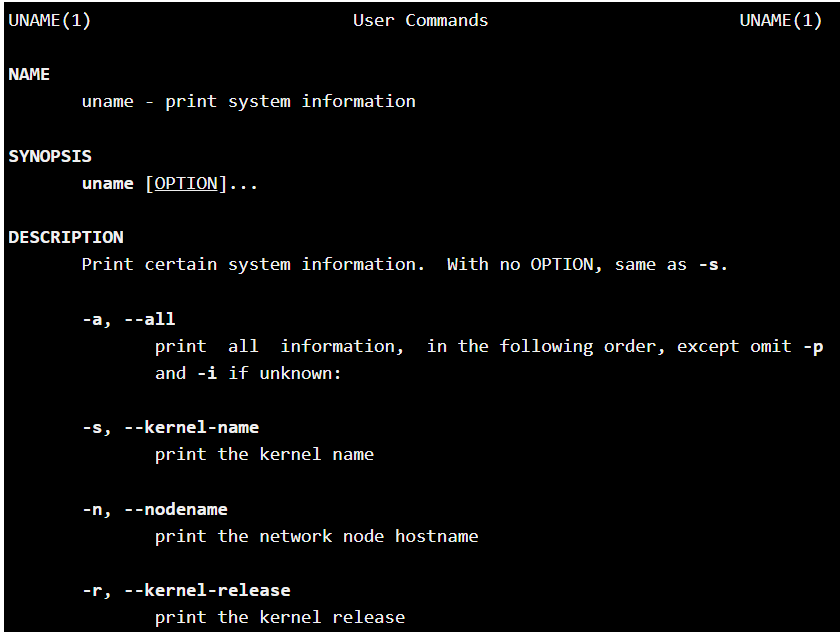 UNAME(1) User Commands UNAME(1)
NAME
uname - print system information
SYNOPSIS
uname [OPTION]...
DESCRIPTION
Print certain system information. With no OPTION, same as -s.
-a, --all
print all information, in the following order, except omit -p
and -i if unknown:
-s, --kernel-name
print the kernel name
-n, --nodename
print the network node hostname
-r, --kernel-release
print the kernel release